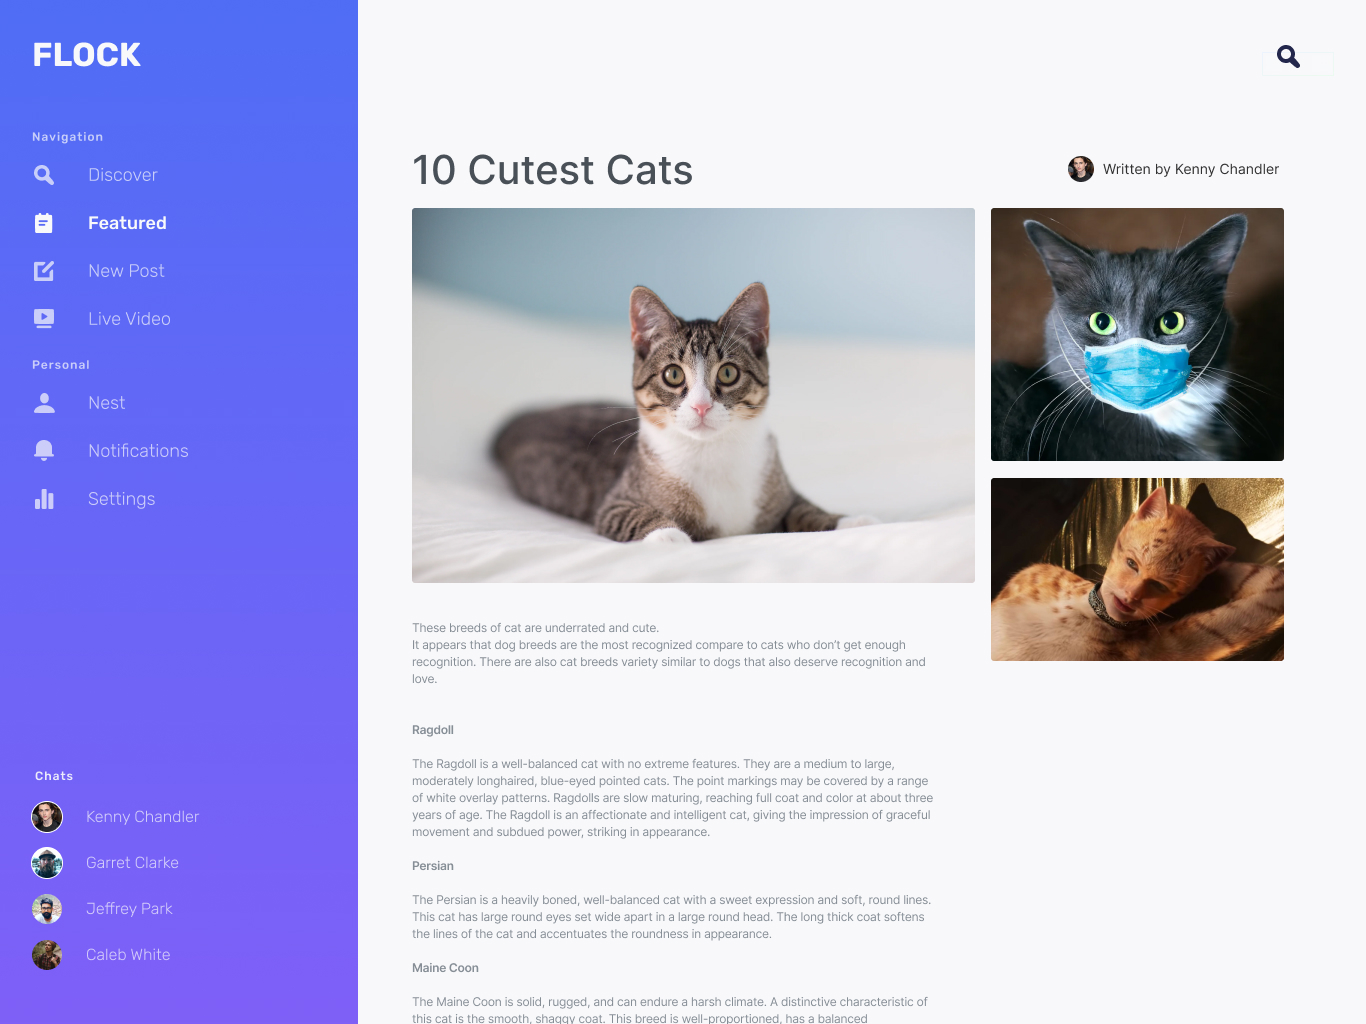 FLOCK
Navigation
Discover
Featured
New Post
Live Video
Personal
Nest
Notifications
Settings
Chats
Kenny Chandler
Garret Clarke
Jeffrey Park
Caleb White
10 Cutest Cats
Written by Kenny Chandler
These breeds of cat are underrated and cute.
It appears that dog breeds are the most recognized compare to cats who don't get enough
recognition. There are also cat breeds variety similar to dogs that also deserve recognition and
love.
Ragdoll
The Ragdoll is a well-balanced cat with no extreme features. They are a medium to large,
moderately longhaired, blue-eyed pointed cats. The point markings may be covered by a range
of white overlay patterns. Ragdolls are slow maturing, reaching full coat and color at about three
years of age. The Ragdoll is an affectionate and intelligent cat, giving the impression of graceful
movement and subdued power, striking in appearance.
Persian
The Persian is a heavily boned, well-balanced cat with a sweet expression and soft, round lines.
This cat has large round eyes set wide apart in a large round head. The long thick coat softens
the lines of the cat and accentuates the roundness in appearance.
Maine Coon
The Maine Coon is solid, rugged, and can endure a harsh climate. A distinctive characteristic of
this cat is the smooth, shaggy coat. This breed is well-proportioned, has a balanced